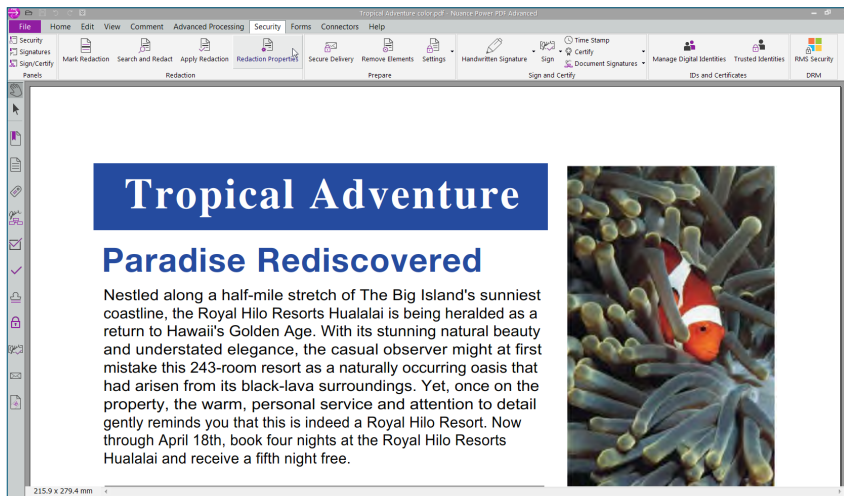 Tropical Adventure color.pdf - Nuance Power PDF Advanced
File Home Edit View Comment Advanced Processing Security Forms Connectors Help
Security
Signatures
Sign/Certify
Panels
Mark Redaction Search and Redact Apply Redaction Redaction Properties
Redaction
Secure Delivery Remove Elements Settings
Prepare
Handwritten Signature Sign
Time Stamp
Certify
Document Signatures
Sign and Certify
Manage Digital Identities Trusted Identities
IDs and Certificates
RMS Security
DRM
Tropical Adventure
Paradise Rediscovered
Nestled along a half-mile stretch of The Big Island's sunniest
coastline, the Royal Hilo Resorts Hualalai is being heralded as a
return to Hawaii's Golden Age. With its stunning natural beauty
and understated elegance, the casual observer might at first
mistake this 243-room resort as a naturally occurring oasis that
had arisen from its black-lava surroundings. Yet, once on the
property, the warm, personal service and attention to detail
gently reminds you that this is indeed a Royal Hilo Resort. Now
through April 18th, book four nights at the Royal Hilo Resorts
Hualalai and receive a fifth night free.
215.9 x 279.4 mm